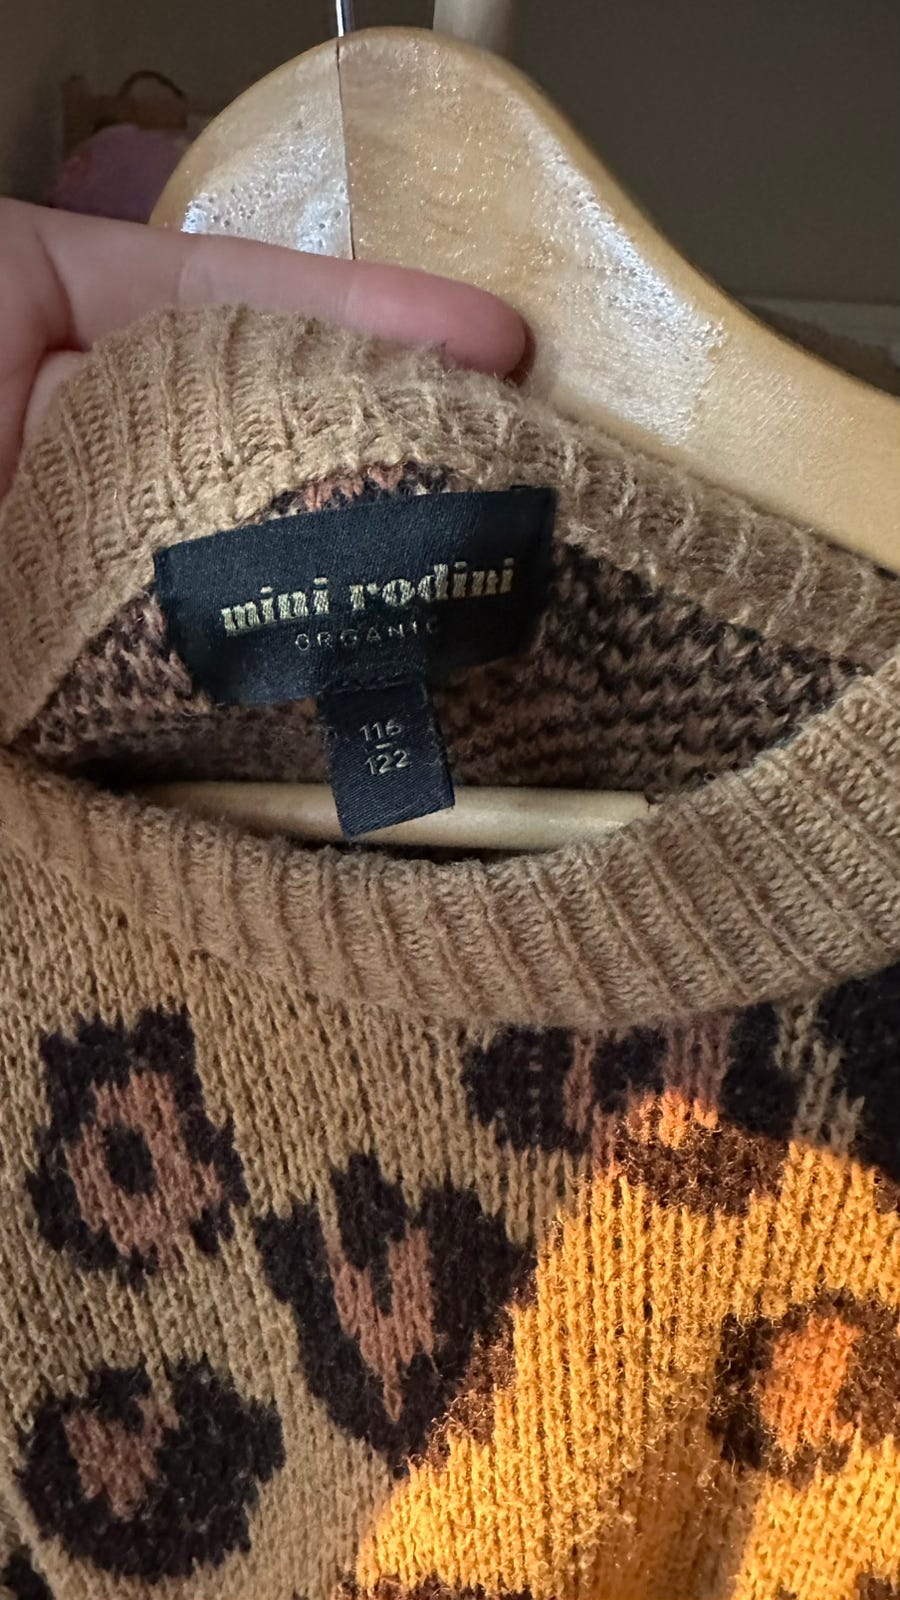 mini rodini
ORGANIC
116
122